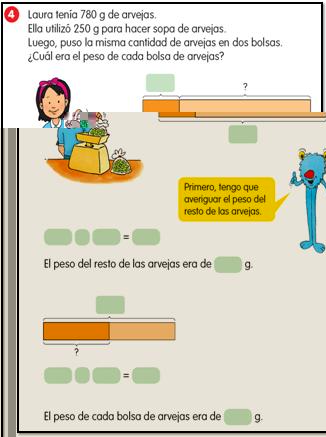 4 Laura tenía 780 g de arvejas.
Ella utilizó 250 g para hacer sopa de arvejas.
Luego, puso la misma cantidad de arvejas en dos bolsas.
¿Cuál era el peso de cada bolsa de arvejas?
?
Primero, tengo que
averiguar el peso del
resto de las arvejas.
=
El peso del resto de las arvejas era de g.
?
=
El peso de cada bolsa de arvejas era de g.